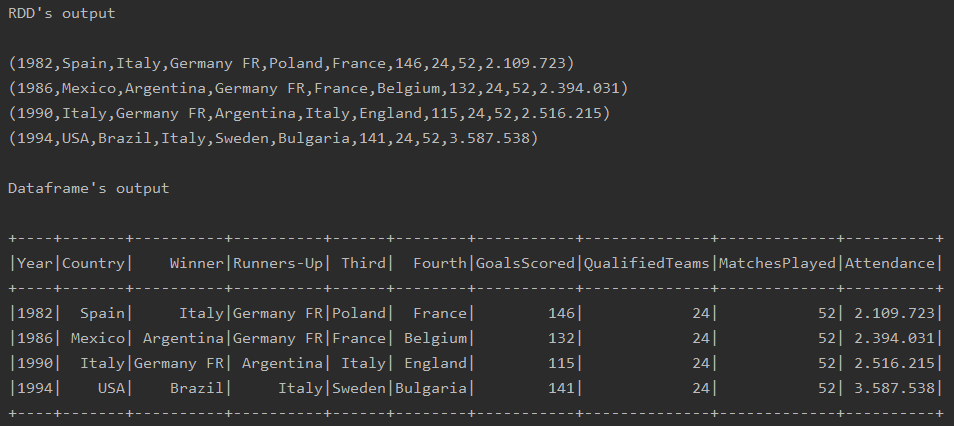 RDD's output
(1982,Spain,Italy,Germany FR,Poland,France,146,24,52,2.109.723)
(1986,Mexico,Argentina,Germany FR,France,Belgium,132,24,52,2.394.031)
(1990,Italy,Germany FR,Argentina,Italy,England,115,24,52,2.516.215)
(1994,USA,Brazil,Italy,Sweden,Bulgaria,141,24,52,3.587.538)
Dataframe's output
+----+-------+----------+----------+------+--------+-----------+--------------+-------------+----------+
|Year|Country|    Winner|Runners-Up| Third|  Fourth|GoalsScored|QualifiedTeams|MatchesPlayed|Attendance|
+----+-------+----------+----------+------+--------+-----------+--------------+-------------+----------+
|1982|  Spain|     Italy|Germany FR|Poland|  France|        146|            24|           52| 2.109.723|
|1986| Mexico| Argentina|Germany FR|France| Belgium|        132|            24|           52| 2.394.031|
|1990|  Italy|Germany FR| Argentina| Italy| England|        115|            24|           52| 2.516.215|
|1994|    USA|    Brazil|     Italy|Sweden|Bulgaria|        141|            24|           52| 3.587.538|
+----+-------+----------+----------+------+--------+-----------+--------------+-------------+----------+